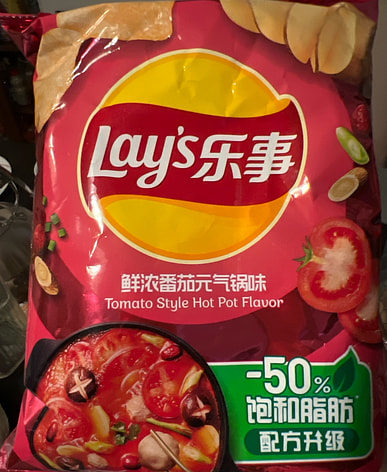 Lay's乐事
鲜浓番茄元气锅味
Tomato Style Hot Pot Flavor
-50%
饱和脂肪*
配方升级